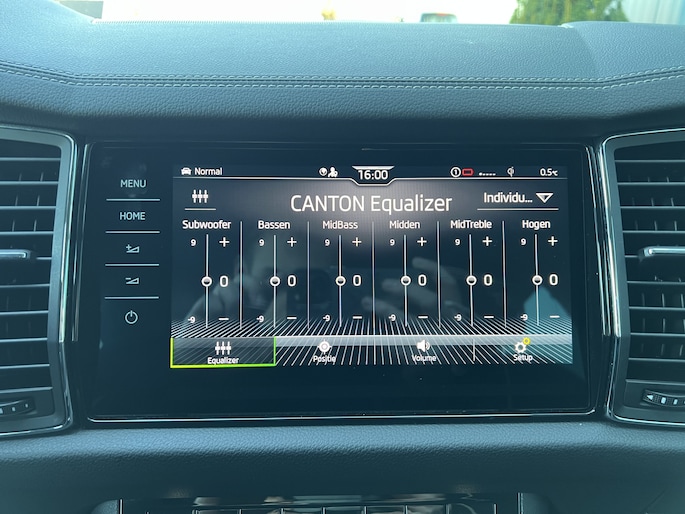 MENU
HOME
Normal
16:00
1
0.5℃
CANTON Equalizer
Individu...
Subwoofer Bassen MidBass Midden MidTreble Hogen
9 + 9 + 9 + 9 + 9 + 9 +
0 0 0 0 0 0
-9 − -9 − -9 − -9 − -9 − -9 −
Equalizer Positie Volume Setup